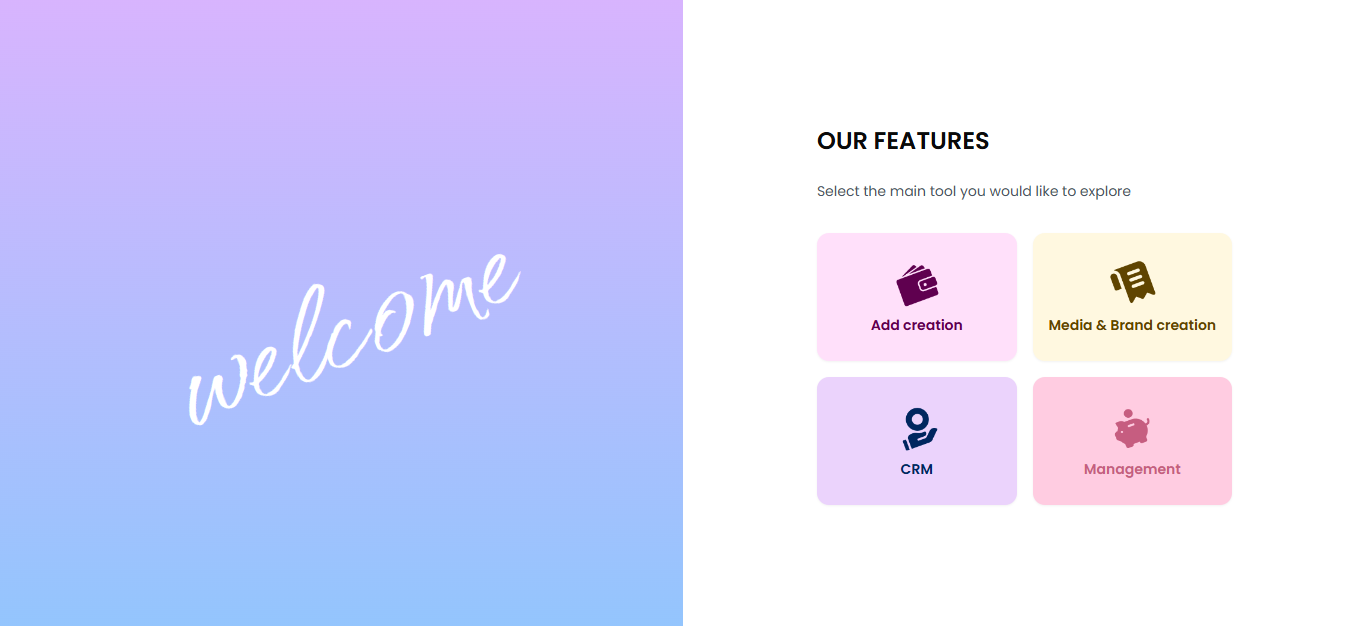 welcome
OUR FEATURES
Select the main tool you would like to explore
Add creation
Media & Brand creation
CRM
Management